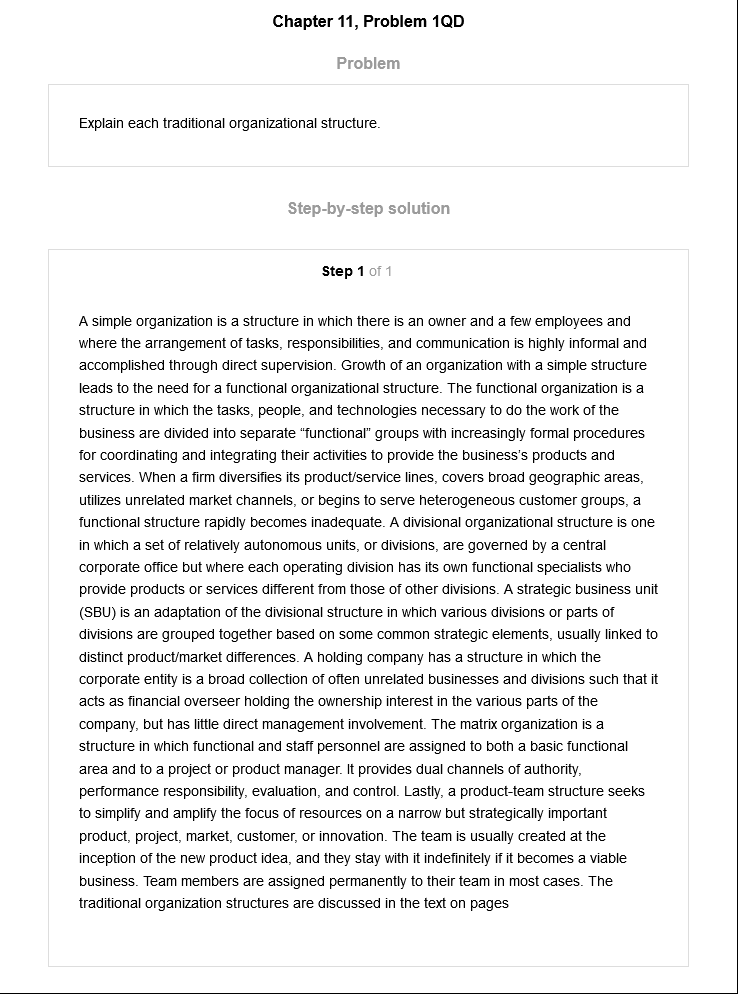 Chapter 11, Problem 1QD
Problem
Explain each traditional organizational structure.
Step-by-step solution
Step 1 of 1
A simple organization is a structure in which there is an owner and a few employees and
where the arrangement of tasks, responsibilities, and communication is highly informal and
accomplished through direct supervision. Growth of an organization with a simple structure
leads to the need for a functional organizational structure. The functional organization is a
structure in which the tasks, people, and technologies necessary to do the work of the
business are divided into separate “functional” groups with increasingly formal procedures
for coordinating and integrating their activities to provide the business’s products and
services. When a firm diversifies its product/service lines, covers broad geographic areas,
utilizes unrelated market channels, or begins to serve heterogeneous customer groups, a
functional structure rapidly becomes inadequate. A divisional organizational structure is one
in which a set of relatively autonomous units, or divisions, are governed by a central
corporate office but where each operating division has its own functional specialists who
provide products or services different from those of other divisions. A strategic business unit
(SBU) is an adaptation of the divisional structure in which various divisions or parts of
divisions are grouped together based on some common strategic elements, usually linked to
distinct product/market differences. A holding company has a structure in which the
corporate entity is a broad collection of often unrelated businesses and divisions such that it
acts as financial overseer holding the ownership interest in the various parts of the
company, but has little direct management involvement. The matrix organization is a
structure in which functional and staff personnel are assigned to both a basic functional
area and to a project or product manager. It provides dual channels of authority,
performance responsibility, evaluation, and control. Lastly, a product-team structure seeks
to simplify and amplify the focus of resources on a narrow but strategically important
product, project, market, customer, or innovation. The team is usually created at the
inception of the new product idea, and they stay with it indefinitely if it becomes a viable
business. Team members are assigned permanently to their team in most cases. The
traditional organization structures are discussed in the text on pages